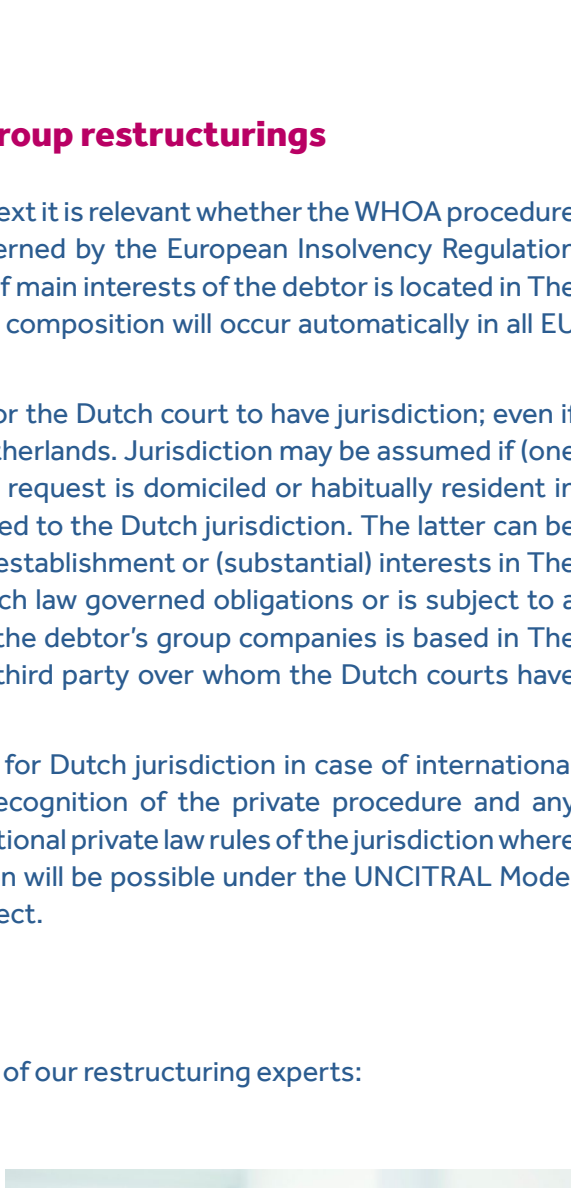 roup restructurings
ext it is relevant whether the WHOA procedure
erned by the European Insolvency Regulation
f main interests of the debtor is located in The
composition will occur automatically in all EU
or the Dutch court to have jurisdiction; even if
therlands. Jurisdiction may be assumed if (one
request is domiciled or habitually resident in
ed to the Dutch jurisdiction. The latter can be
establishment or (substantial) interests in The
ch law governed obligations or is subject to a
the debtor's group companies is based in The
third party over whom the Dutch courts have
for Dutch jurisdiction in case of internationa
ecognition of the private procedure and any
tional private law rules of the jurisdiction where
n will be possible under the UNCITRAL Mode
ect.
of our restructuring experts: